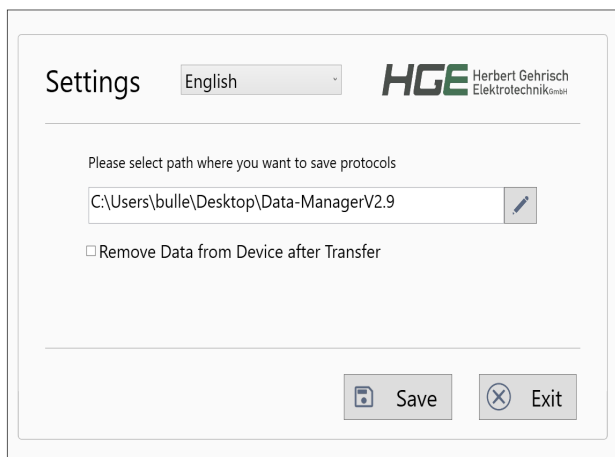 Settings
English
HGE Herbert Gehrisch
Elektrotechnik GmbH
Please select path where you want to save protocols
C:\Users\bulle\Desktop\Data-ManagerV2.9
Remove Data from Device after Transfer
Save
Exit